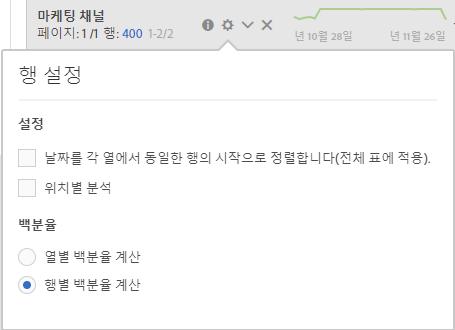 마케팅 채널
페이지: 1 /1 행: 400 1-2/2
년 10월 28일 년 11월 26일
행 설정
설정
날짜를 각 열에서 동일한 행의 시작으로 정렬합니다(전체 표에 적용).
위치별 분석
백분율
열별 백분율 계산
행별 백분율 계산